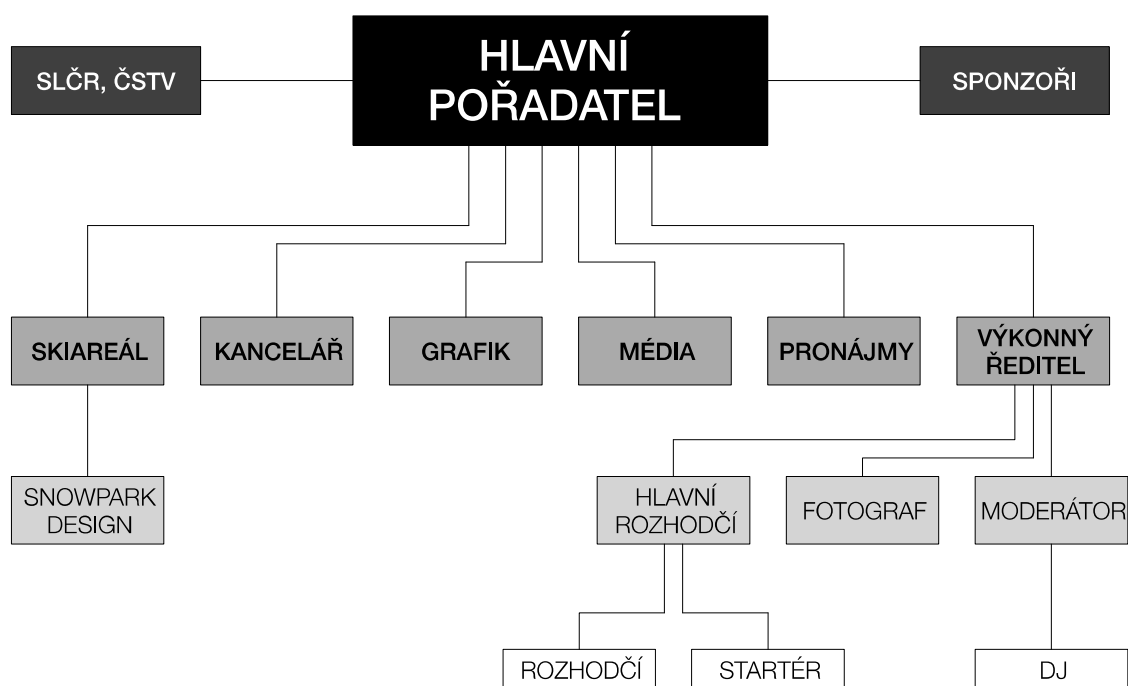 HLAVNÍ
POŘADATEL
SLČR, ČSTV
SPONZOŘI
SKIAREÁL
KANCELÁŘ
GRAFIK
MÉDIA
PRONÁJMY
VÝKONNÝ
ŘEDITEL
SNOWPARK
DESIGN
HLAVNÍ
ROZHODČÍ
FOTOGRAF
MODERÁTOR
ROZHODČÍ
STARTÉR
DJ